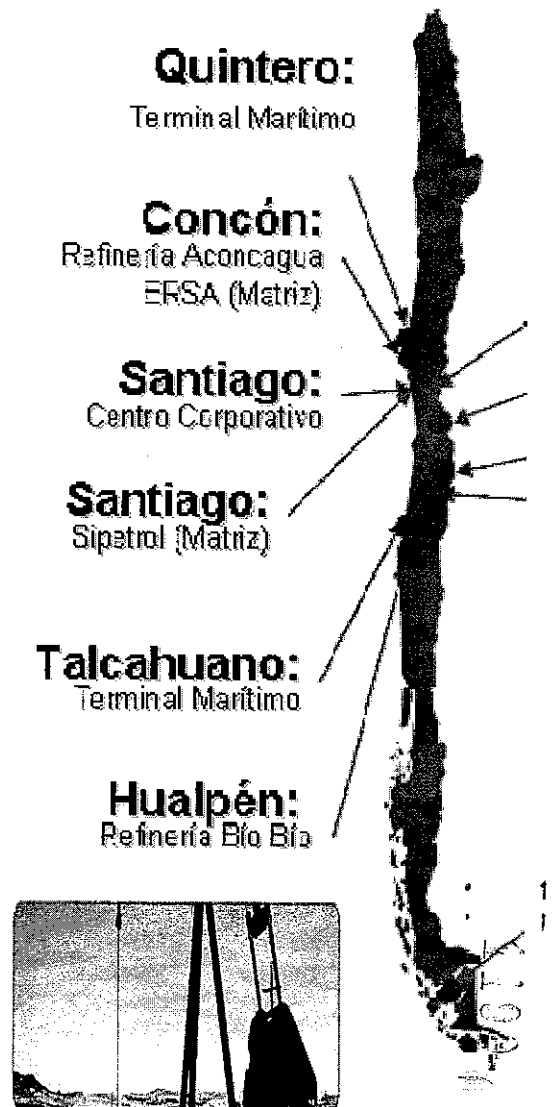 Quintero:
Terminal Marítimo
Concón:
Refinería Aconcagua
ERSA (Matriz)
Santiago:
Centro Corporativo
Santiago:
Sipetrol (Matriz)
Talcahuano:
Terminal Marítimo
Hualpén:
Refinería Bío Bío